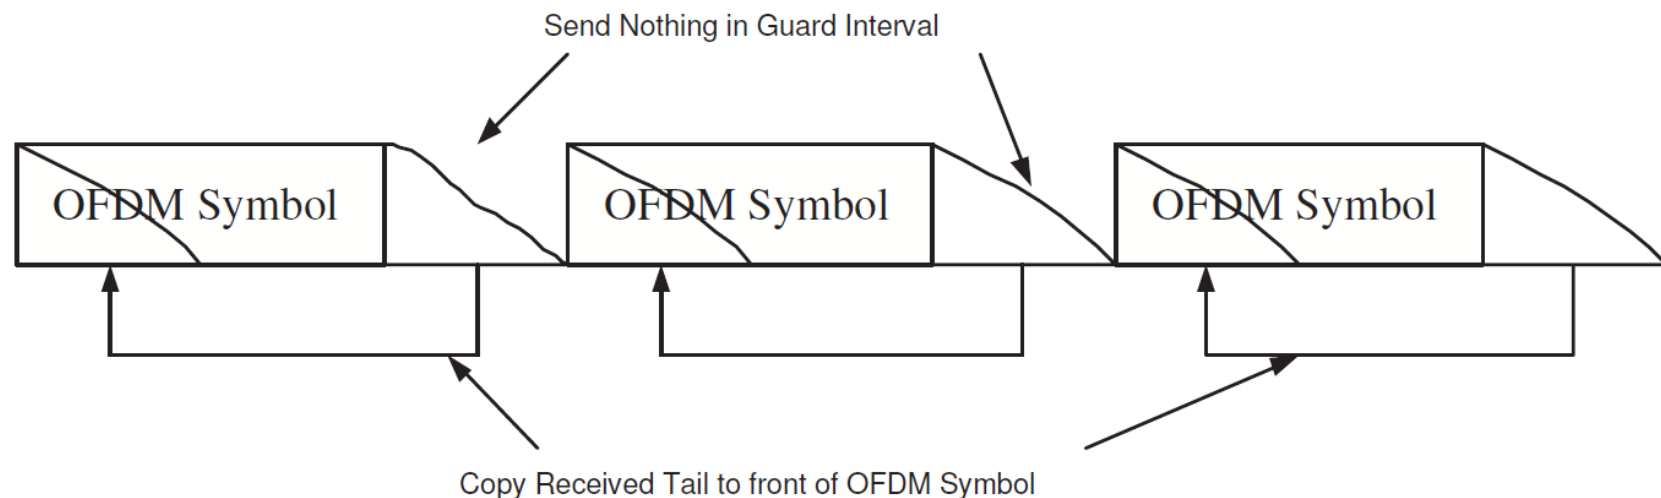 Send Nothing in Guard Interval
OFDM Symbol
OFDM Symbol
OFDM Symbol
Copy Received Tail to front of OFDM Symbol